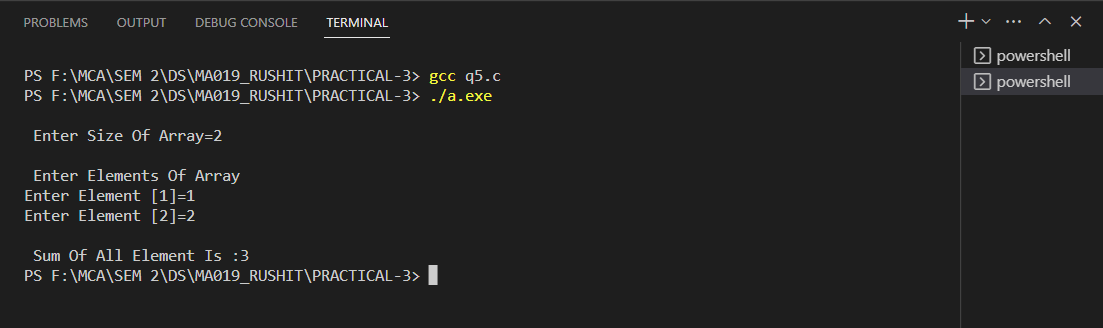 PROBLEMS OUTPUT DEBUG CONSOLE TERMINAL
powershell
powershell
PS F:\MCA\SEM 2\DS\MA019_RUSHIT\PRACTICAL-3> gcc q5.c
PS F:\MCA\SEM 2\DS\MA019_RUSHIT\PRACTICAL-3> ./a.exe
Enter Size Of Array=2
Enter Elements Of Array
Enter Element [1]=1
Enter Element [2]=2
Sum Of All Element Is :3
PS F:\MCA\SEM 2\DS\MA019_RUSHIT\PRACTICAL-3>